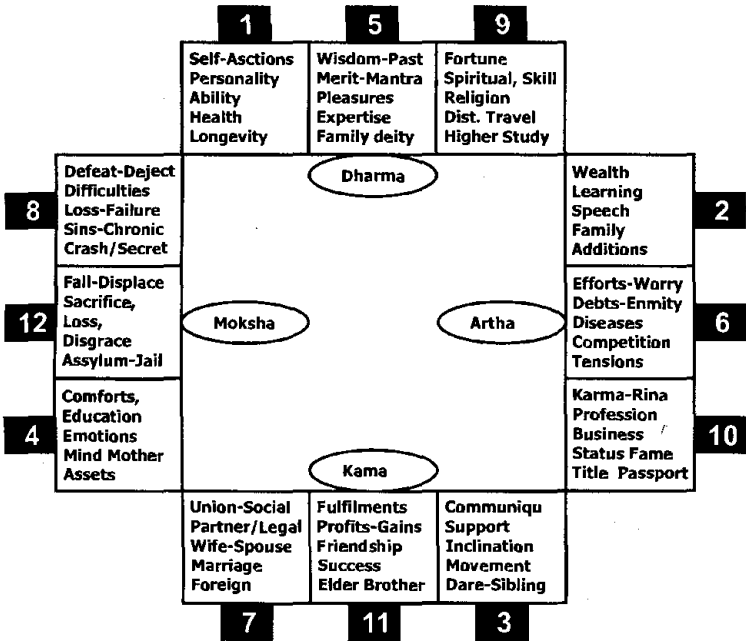 1
5
9
Self-Asctions
Personality
Ability
Health
Longevity
Wisdom-Past
Merit-Mantra
Pleasures
Expertise
Family deity
Fortune
Spiritual, Skill
Religion
Dist. Travel
Higher Study
Dharma
8
Defeat-Deject
Difficulties
Loss-Failure
Sins-Chronic
Crash/Secret
Wealth
Learning
Speech
Family
Additions
2
12
Fall-Displace
Sacrifice,
Loss,
Disgrace
Assylum-Jail
Moksha
Artha
Efforts-Worry
Debts-Enmity
Diseases
Competition
Tensions
6
4
Comforts,
Education
Emotions
Mind Mother
Assets
Karma-Rina
Profession
Business
Status Fame
Title Passport
10
Kama
Union-Social
Partner/Legal
Wife-Spouse
Marriage
Foreign
Fulfilments
Profits-Gains
Friendship
Success
Elder Brother
Communiqu
Support
Inclination
Movement
Dare-Sibling
7
11
3